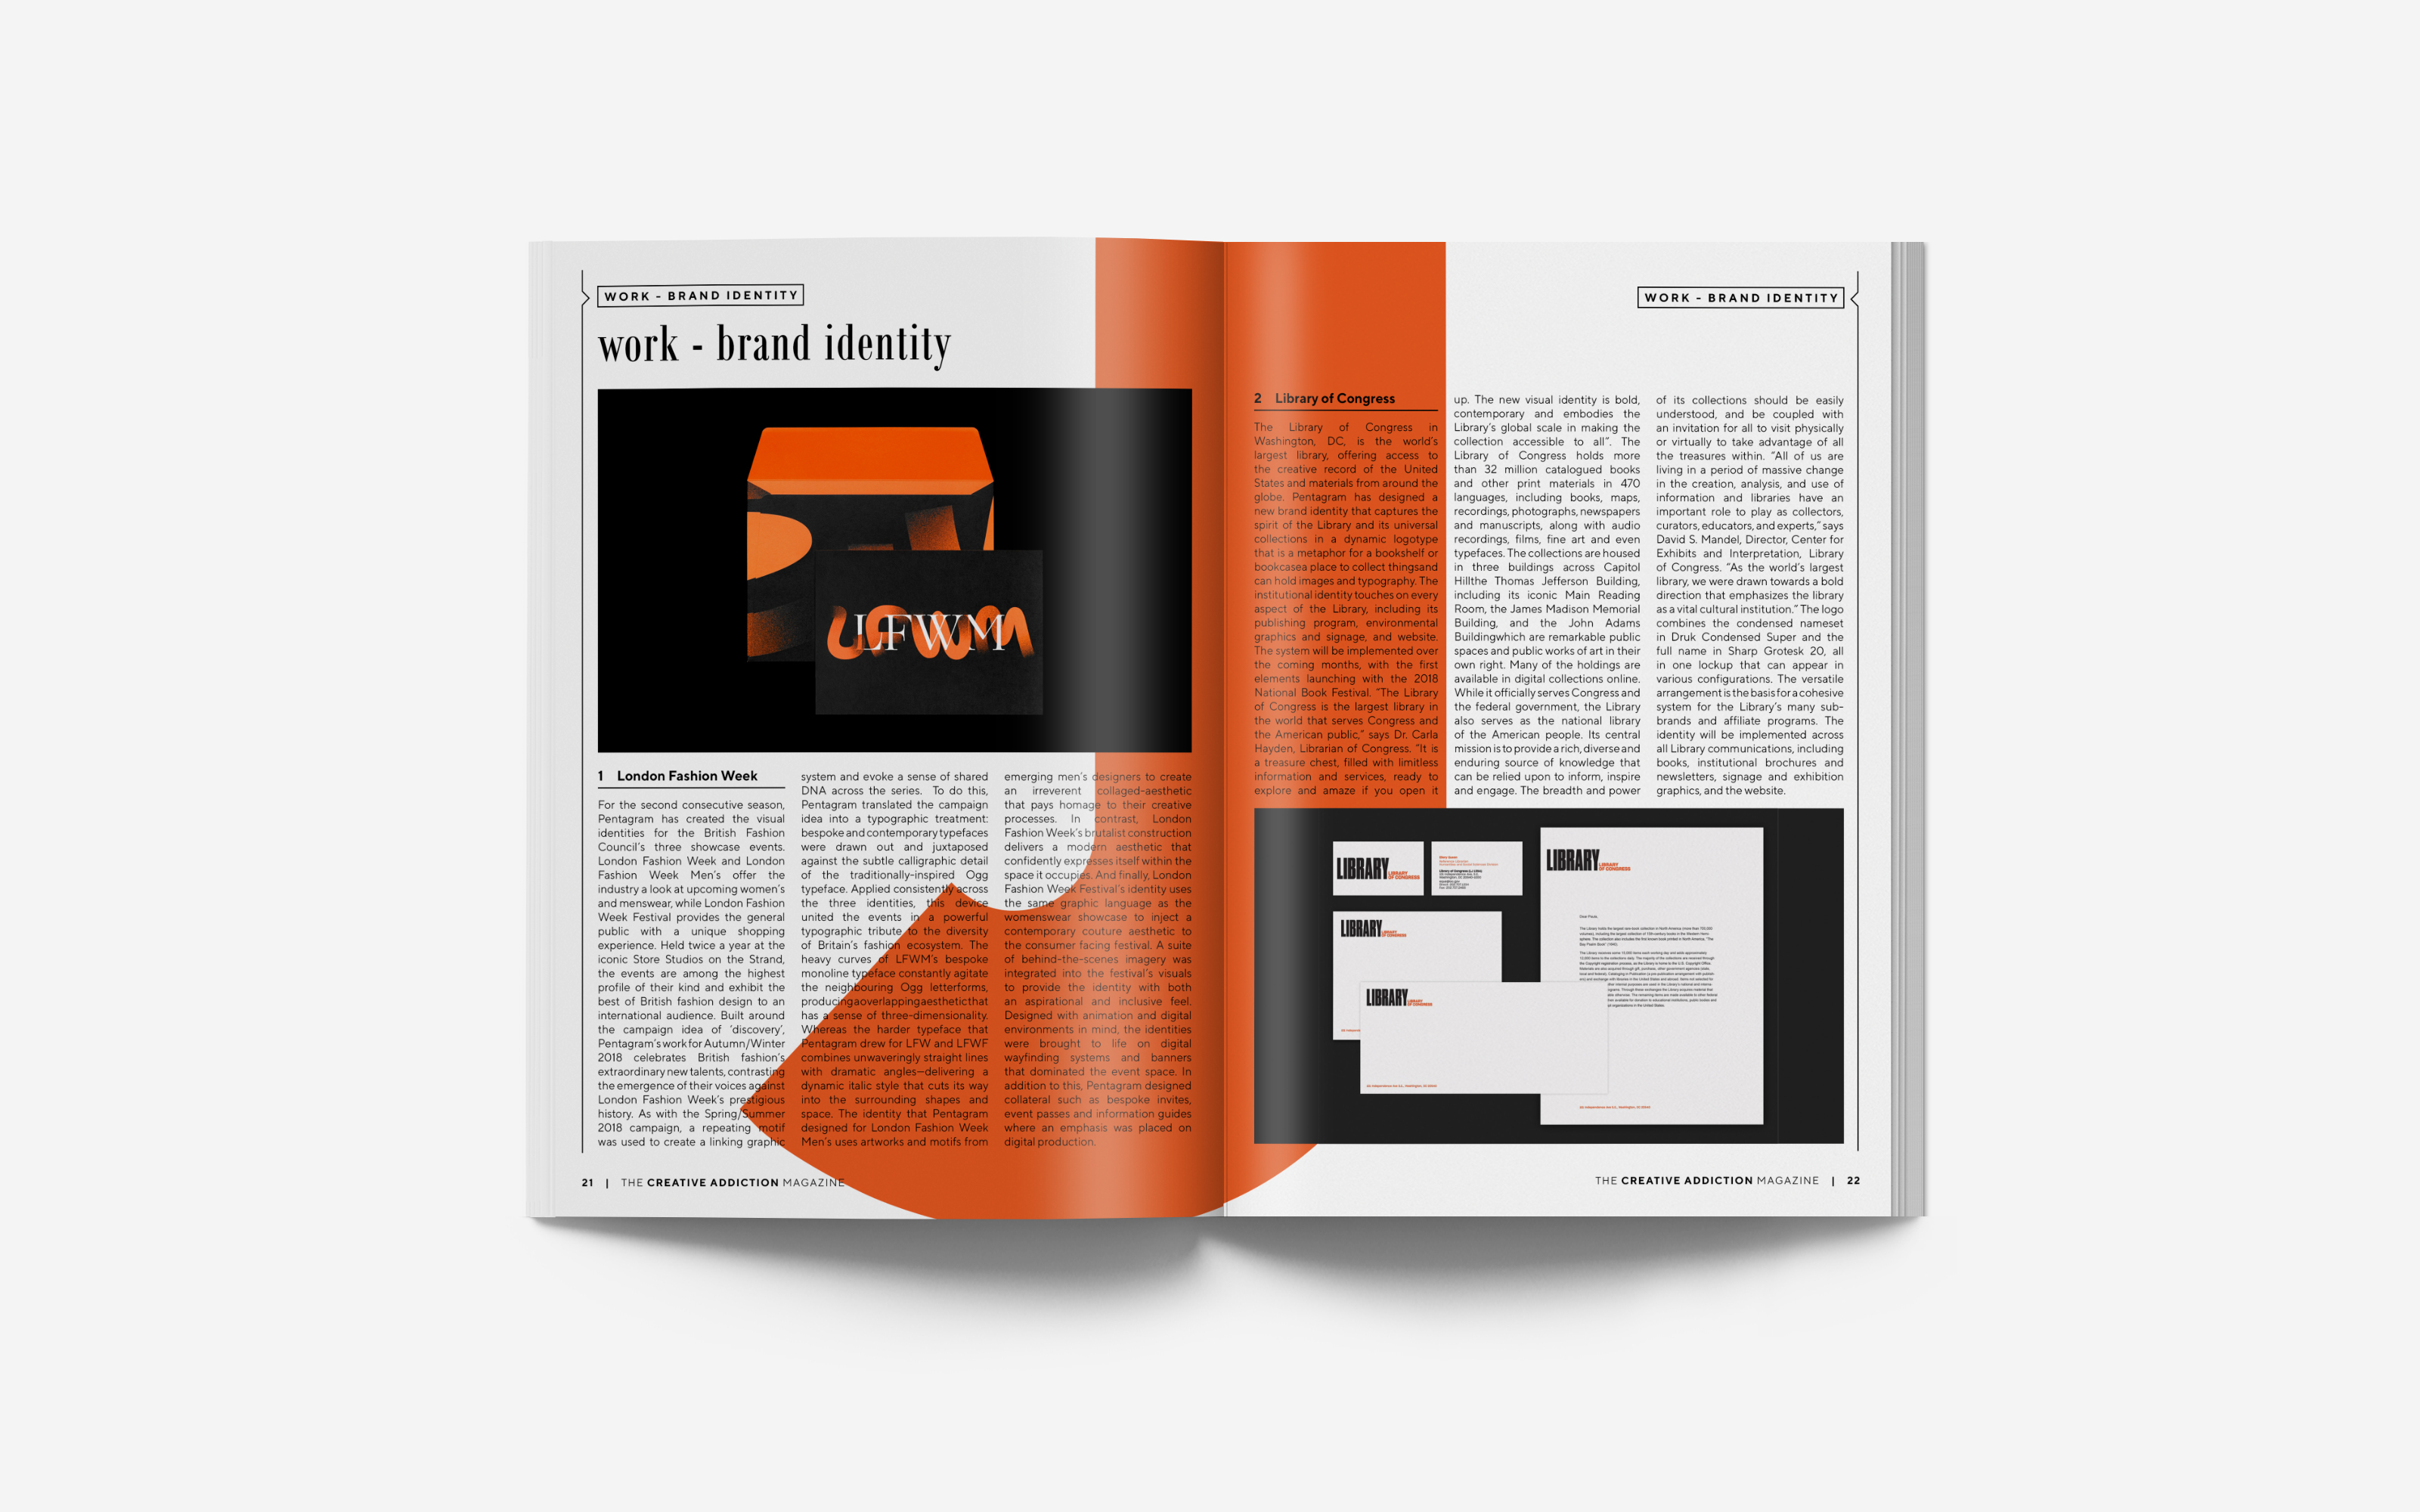 WORK - BRAND IDENTITY
work - brand identity
LFWM
LFWM
1 London Fashion Week
For the second consecutive season,
Pentagram has created the visual
identities for the British Fashion
Council's three showcase events.
London Fashion Week and London
Fashion Week Men's offer the
industry a look at upcoming women's
and menswear, while London Fashion
Week Festival provides the general
public with a unique shopping
experience. Held twice a year at the
iconic Store Studios on the Strand,
the events are among the highest
profile of their kind and exhibit the
best of British fashion design to an
international audience. Built around
the campaign idea of 'discovery',
Pentagram's work for Autumn/Winter
2018 celebrates British fashion's
extraordinary new talents, contrasting
the emergence of their voices against
London Fashion Week's prestigious
history. As with the Spring/Summer
2018 campaign, a repeating motif
was used to create a linking graphic
system and evoke a sense of shared
DNA across the series. To do this,
Pentagram translated the campaign
idea into a typographic treatment:
bespoke and contemporary typefaces
were drawn out and juxtaposed
against the subtle calligraphic detail
of the traditionally-inspired Ogg
typeface. Applied consistently across
the three identities, this device
united the events in a powerful
typographic tribute to the diversity
of Britain's fashion ecosystem. The
heavy curves of LFWM's bespoke
monoline typeface constantly agitate
the neighbouring Ogg letterforms,
producingaoverlappingaestheticthat
has a sense of three-dimensionality.
Whereas the harder typeface that
Pentagram drew for LFW and LFWF
combines unwaveringly straight lines
with dramatic angles—delivering a
dynamic italic style that cuts its way
into the surrounding shapes and
space. The identity that Pentagram
designed for London Fashion Week
Men's uses artworks and motifs from
emerging men's designers to create
an irreverent collaged-aesthetic
that pays homage to their creative
processes. In contrast, London
Fashion Week's brutalist construction
delivers a modern aesthetic that
confidently expresses itself within the
space it occupies. And finally, London
Fashion Week Festival's identity uses
the same graphic language as the
womenswear showcase to inject a
contemporary couture aesthetic to
the consumer facing festival. A suite
of behind-the-scenes imagery was
integrated into the festival's visuals
to provide the identity with both
an aspirational and inclusive feel.
Designed with animation and digital
environments in mind, the identities
were brought to life on digital
wayfinding systems and banners
that dominated the event space. In
addition to this, Pentagram designed
collateral such as bespoke invites,
event passes and information guides
where an emphasis was placed on
digital production.
21 | THE CREATIVE ADDICTION MAGAZINE
WORK - BRAND IDENTITY
2 Library of Congress
The Library of Congress in
Washington, DC, is the world's
largest library, offering access to
the creative record of the United
States and materials from around the
globe. Pentagram has designed a
new brand identity that captures the
spirit of the Library and its universal
collections in a dynamic logotype
that is a metaphor for a bookshelf or
bookcasea place to collect thingsand
can hold images and typography. The
institutional identity touches on every
aspect of the Library, including its
publishing program, environmental
graphics and signage, and website.
The system will be implemented over
the coming months, with the first
elements launching with the 2018
National Book Festival. "The Library
of Congress is the largest library in
the world that serves Congress and
the American public," says Dr. Carla
Hayden, Librarian of Congress. "It is
a treasure chest, filled with limitless
information and services, ready to
explore and amaze if you open it
up. The new visual identity is bold,
contemporary and embodies the
Library's global scale in making the
collection accessible to all". The
Library of Congress holds more
than 32 million catalogued books
and other print materials in 470
languages, including books, maps,
recordings, photographs, newspapers
and manuscripts, along with audio
recordings, films, fine art and even
typefaces. The collections are housed
in three buildings across Capitol
Hillthe Thomas Jefferson Building,
including its iconic Main Reading
Room, the James Madison Memorial
Building, and the John Adams
Buildingwhich are remarkable public
spaces and public works of art in their
own right. Many of the holdings are
available in digital collections online.
While it officially serves Congress and
the federal government, the Library
also serves as the national library
of the American people. Its central
mission is to provide a rich, diverse and
enduring source of knowledge that
can be relied upon to inform, inspire
and engage. The breadth and power
of its collections should be easily
understood, and be coupled with
an invitation for all to visit physically
or virtually to take advantage of all
the treasures within. "All of us are
living in a period of massive change
in the creation, analysis, and use of
information and libraries have an
important role to play as collectors,
curators, educators, and experts," says
David S. Mandel, Director, Center for
Exhibits and Interpretation, Library
of Congress. "As the world's largest
library, we were drawn towards a bold
direction that emphasizes the library
as a vital cultural institution." The logo
combines the condensed nameset
in Druk Condensed Super and the
full name in Sharp Grotesk 20, all
in one lockup that can appear in
various configurations. The versatile
arrangement is the basis for a cohesive
system for the Library's many sub-
brands and affiliate programs. The
identity will be implemented across
all Library communications, including
books, institutional brochures and
newsletters, signage and exhibition
graphics, and the website.
LIBRARY LIBRARY OF CONGRESS
LIBRARY LIBRARY OF CONGRESS
LIBRARY LIBRARY OF CONGRESS
LIBRARY LIBRARY OF CONGRESS
THE CREATIVE ADDICTION MAGAZINE | 22